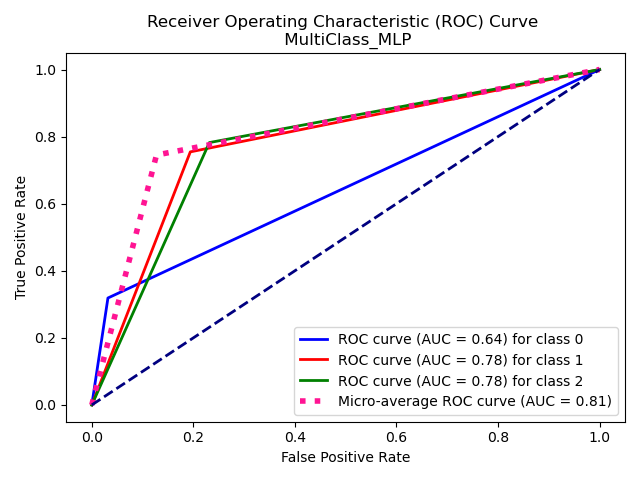 Receiver Operating Characteristic (ROC) Curve
MultiClass_MLP
True Positive Rate
1.0
0.8
0.6
0.4
0.2
0.0
0.0 0.2 0.4 0.6 0.8 1.0
False Positive Rate
ROC curve (AUC = 0.64) for class 0
ROC curve (AUC = 0.78) for class 1
ROC curve (AUC = 0.78) for class 2
Micro-average ROC curve (AUC = 0.81)